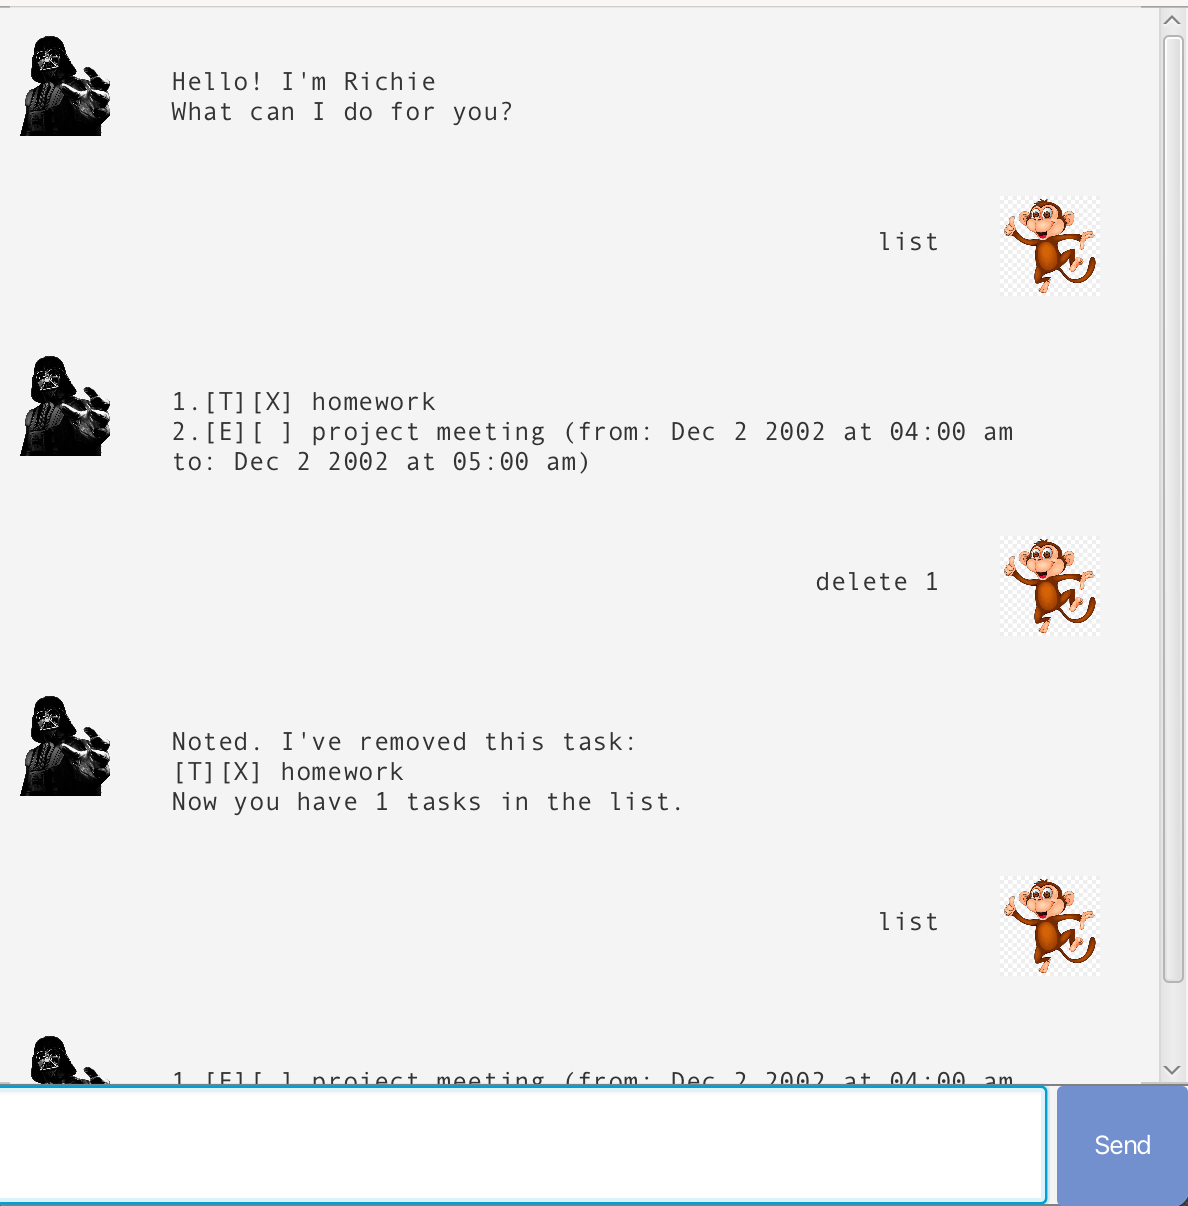 Hello! I'm Richie
What can I do for you?
list
1.[T][X] homework
2.[E][ ] project meeting (from: Dec 2 2002 at 04:00 am
to: Dec 2 2002 at 05:00 am)
delete 1
Noted. I've removed this task:
[T][X] homework
Now you have 1 tasks in the list.
list
1.[E][ ] project meeting (from: Dec 2 2002 at 04:00 am
Send